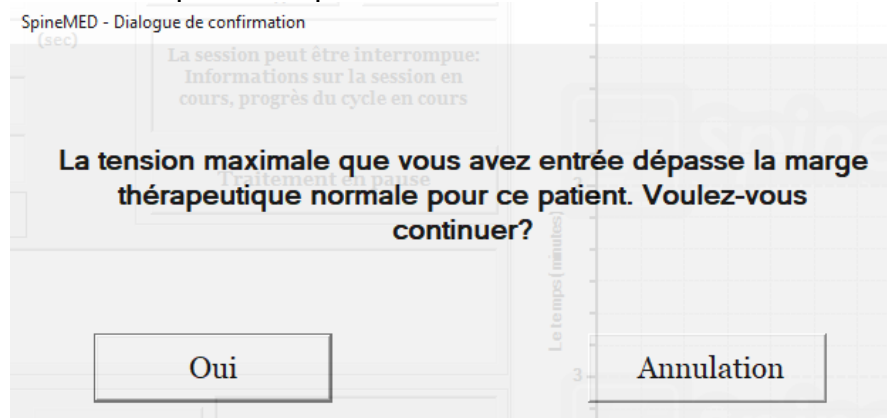 SpineMED - Dialogue de confirmation
(sec)
La session peut être interrompue:
Informations sur la session en
cours, progrès du cycle en cours
La tension maximale que vous avez entrée dépasse la marge
thérapeutique normale pour ce patient. Voulez-vous
continuer?
Traitement en pause
Le temps (minutes)
Spine
3
3
Oui
Annulation